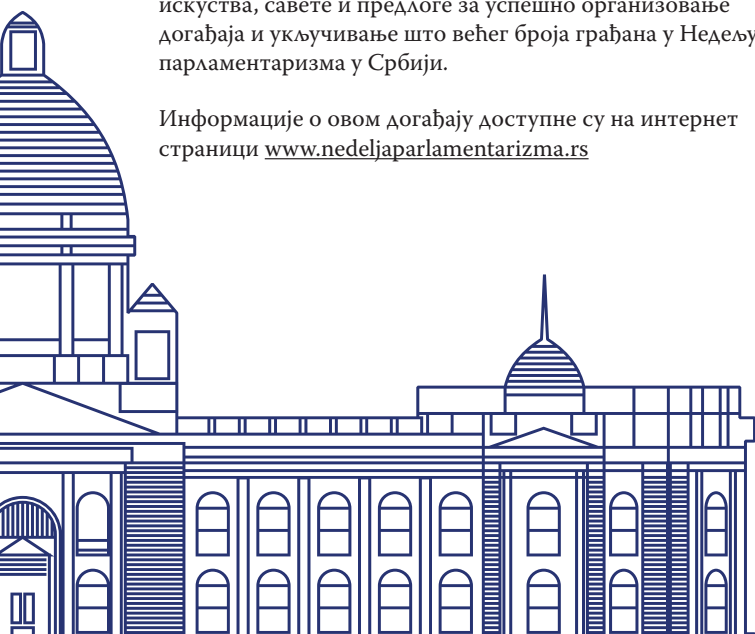 искуства, савете и предлоге за успешно организовање
догађаја и укључивање што већег броја грађана у Недељу
парламентаризма у Србији.
Информације о овом догађају доступне су на интернет
страници www.nedeljaparlamentarizma.rs